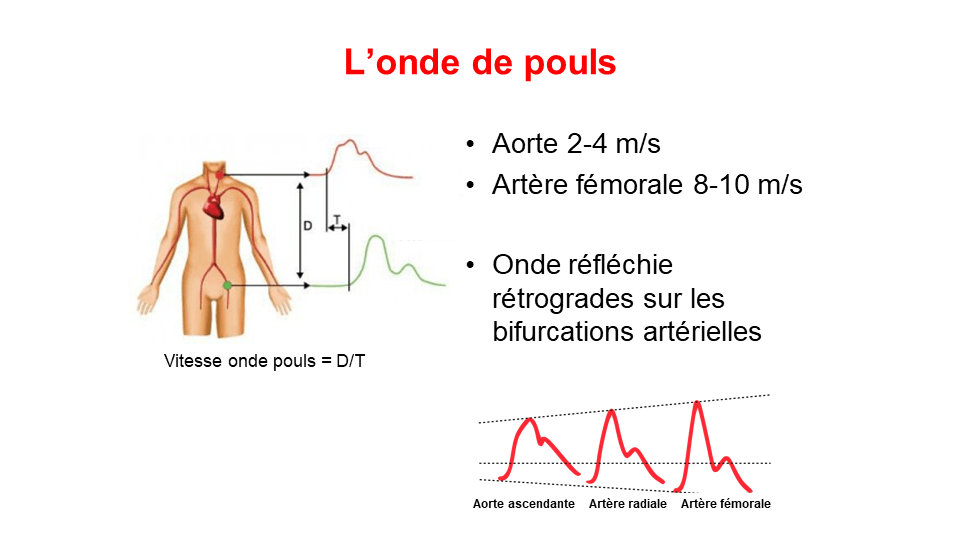 L’onde de pouls
D
T
Vitesse onde pouls = D/T
• Aorte 2-4 m/s
• Artère fémorale 8-10 m/s
• Onde réfléchie
rétrogrades sur les
bifurcations artérielles
Aorte ascendante Artère radiale Artère fémorale